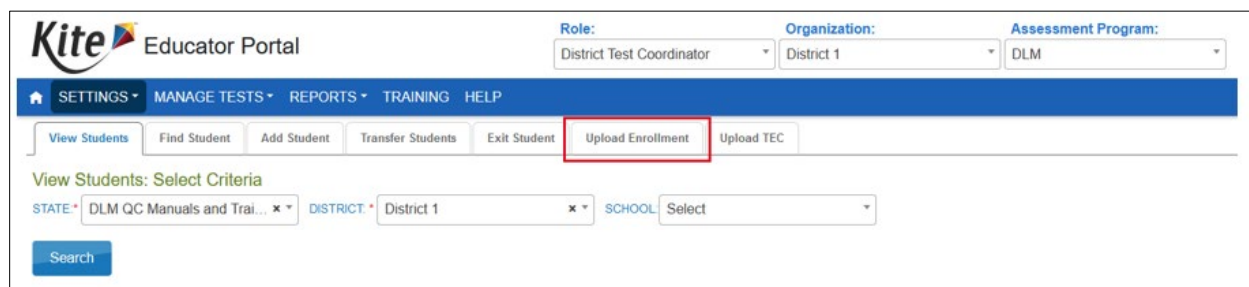 Kite Educator Portal
Role: Organization: Assessment Program:
District Test Coordinator District 1 DLM
SETTINGS MANAGE TESTS REPORTS TRAINING HELP
View Students Find Student Add Student Transfer Students Exit Student Upload Enrollment Upload TEC
View Students: Select Criteria
STATE:* DLM QC Manuals and Trai... × DISTRICT: * District 1 × SCHOOL: Select
Search